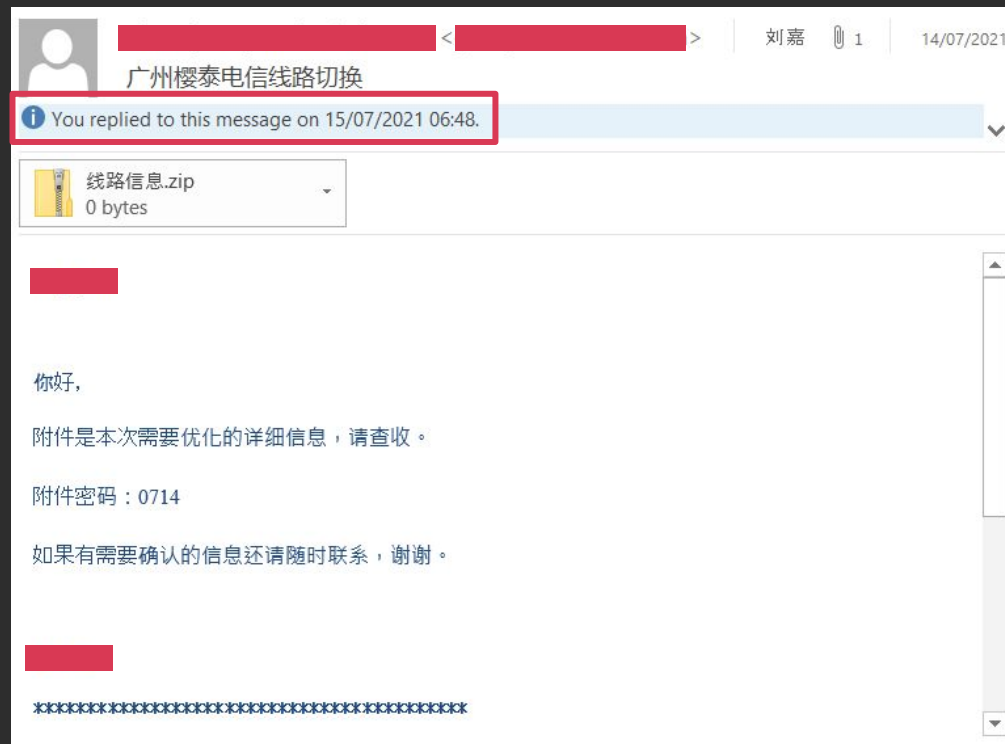 < > 刘嘉 1 14/07/2021
广州樱泰电信线路切换
You replied to this message on 15/07/2021 06:48.
线路信息.zip
0 bytes
你好,
附件是本次需要优化的详细信息，请查收。
附件密码：0714
如果有需要确认的信息还请随时联系，谢谢。
*****************************************